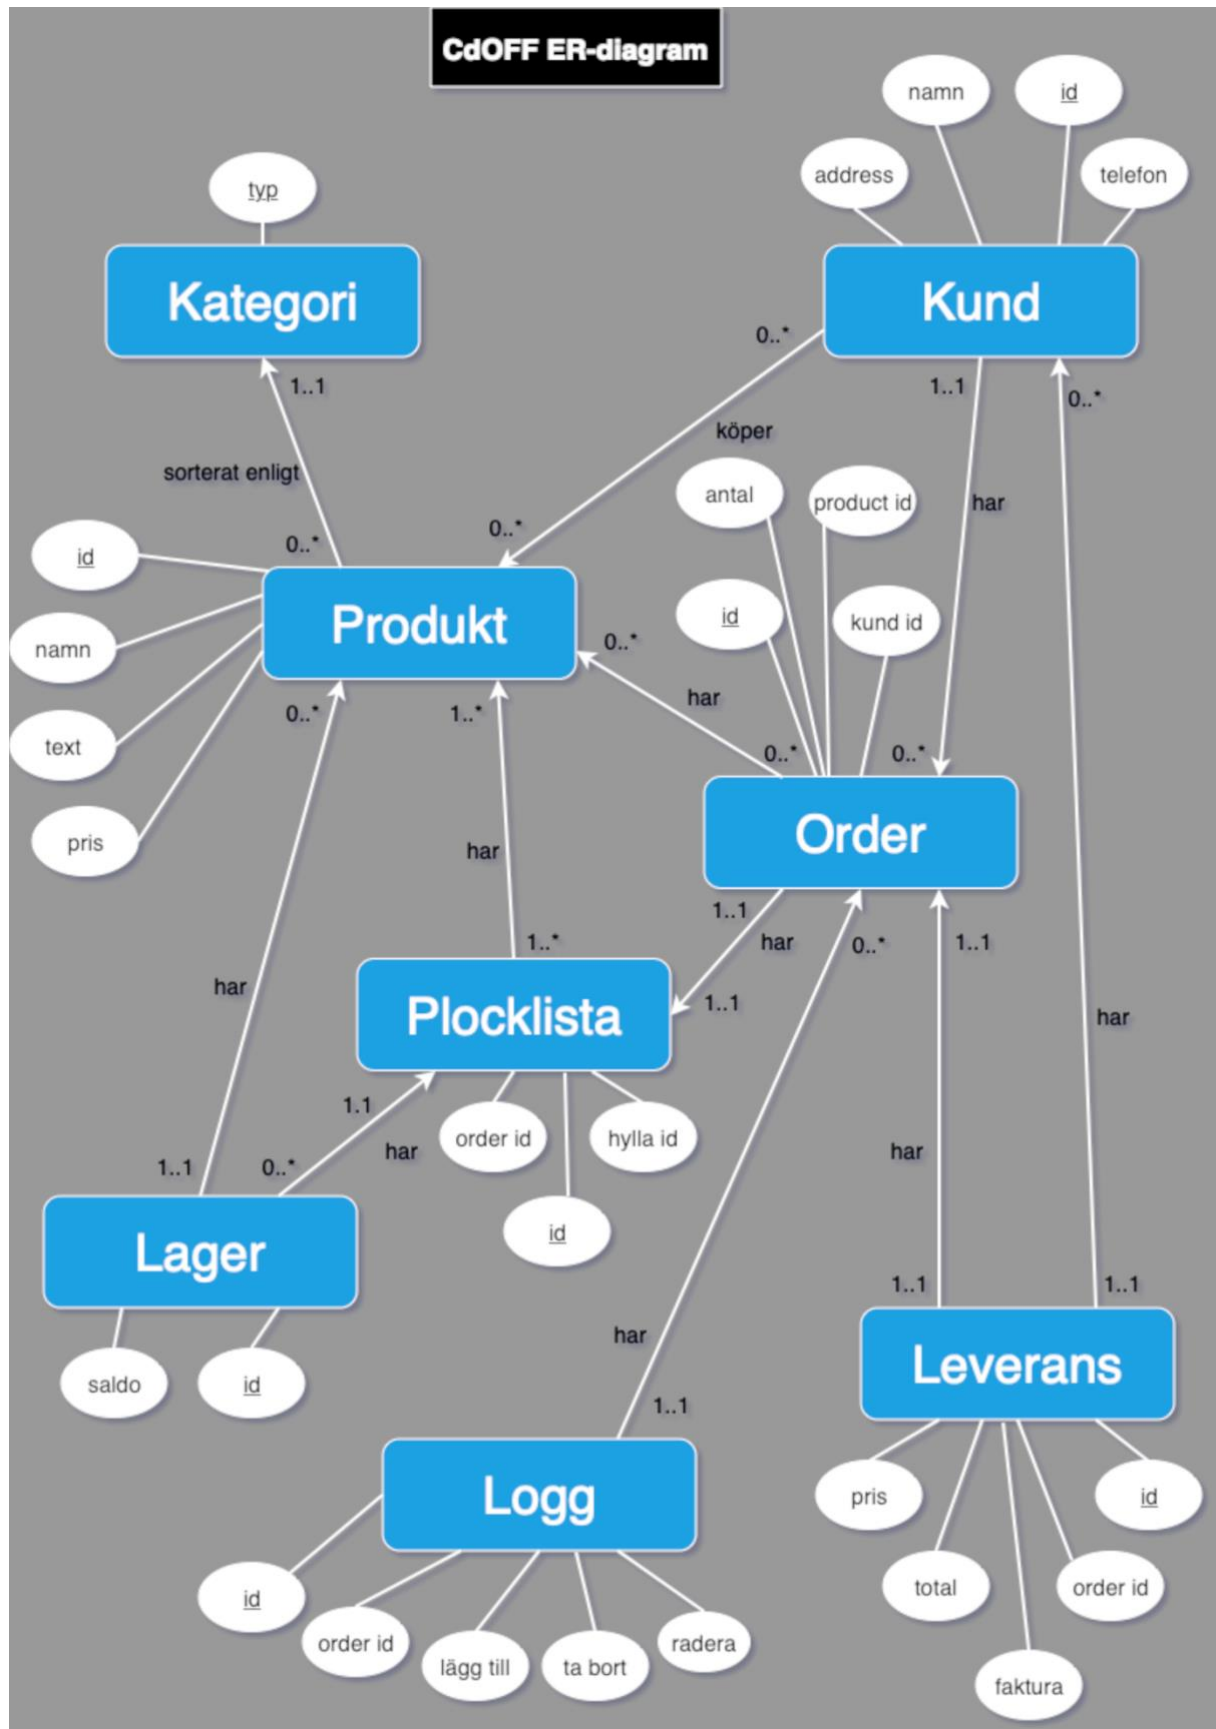 CdOFF ER-diagram
namn
id
address
telefon
typ
Kategori
Kund
1..1
0..*
1..1
0..*
köper
sorterat enligt
antal
product id
har
id
0..*
0..*
namn
Produkt
id
kund id
0..*
text
0..*
1..*
har
0..*
0..*
pris
Order
har
1..1
har
0..*
1..1
1..*
har
Plocklista
1..1
har
1.1
order id
hylla id
har
har
1..1
0..*
id
Lager
1..1
1..1
har
saldo
id
Leverans
1..1
Logg
pris
id
id
total
order id
order id
lägg till
ta bort
radera
faktura